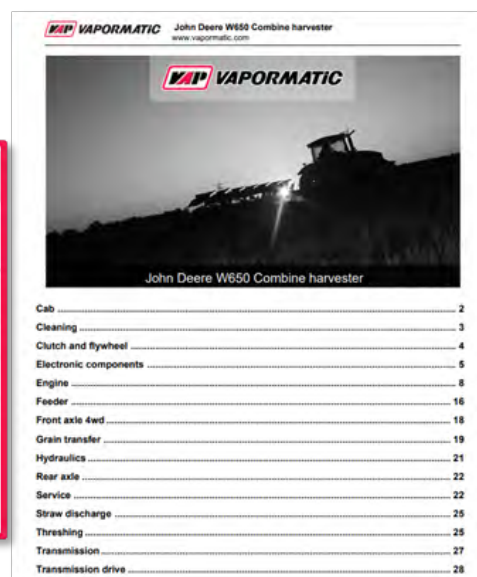 VAP VAPORMATIC John Deere W650 Combine harvester
www.vapormatic.com
VAP VAPORMATIC
John Deere W650 Combine harvester
Cab 2
Cleaning 3
Clutch and flywheel 4
Electronic components 5
Engine 8
Feeder 16
Front axle 4wd 18
Grain transfer 19
Hydraulics 21
Rear axle 22
Service 22
Straw discharge 25
Threshing 25
Transmission 27
Transmission drive 28